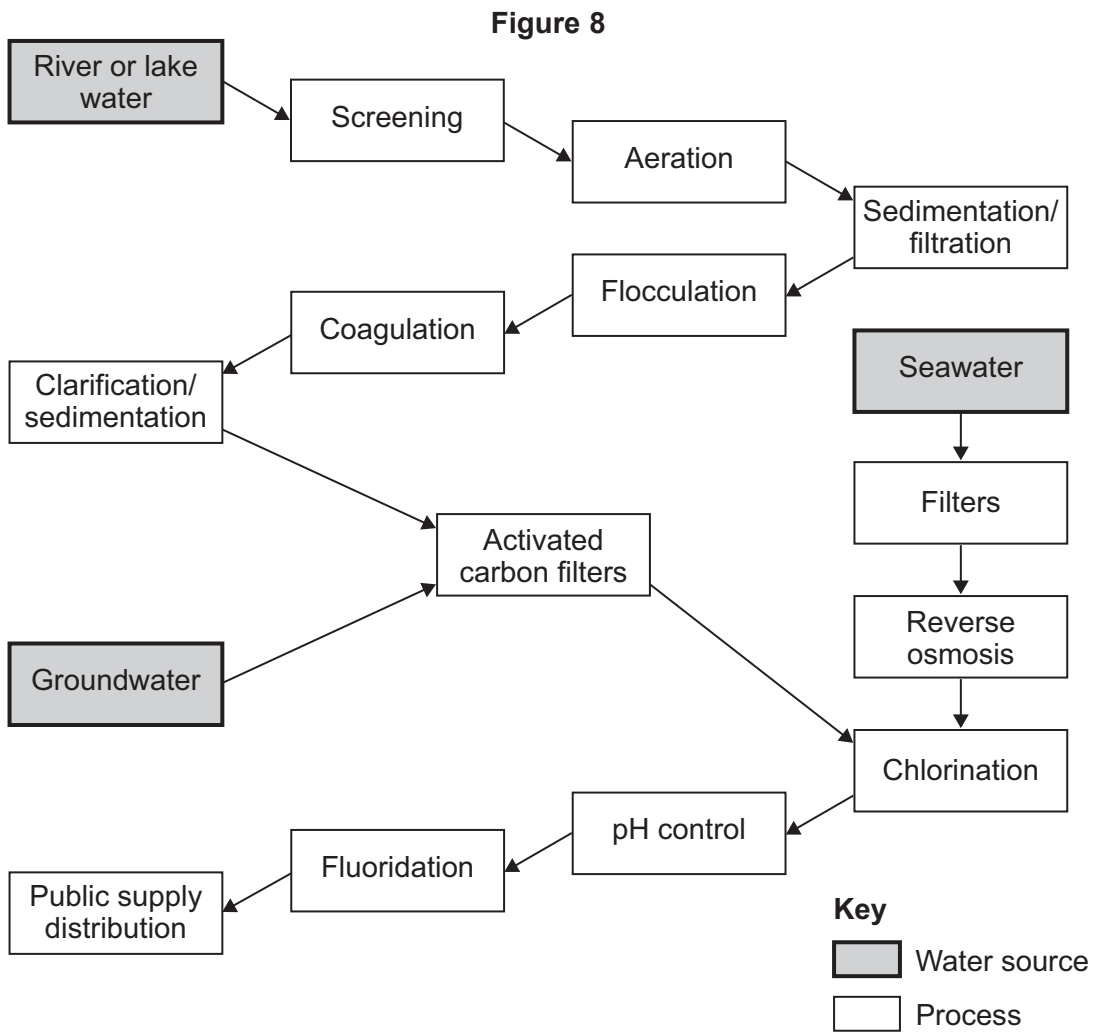 Figure 8
River or lake
water
Screening
Aeration
Sedimentation/
filtration
Flocculation
Coagulation
Clarification/
sedimentation
Seawater
Filters
Activated
carbon filters
Reverse
osmosis
Groundwater
Chlorination
pH control
Fluoridation
Public supply
distribution
Key
Water source
Process